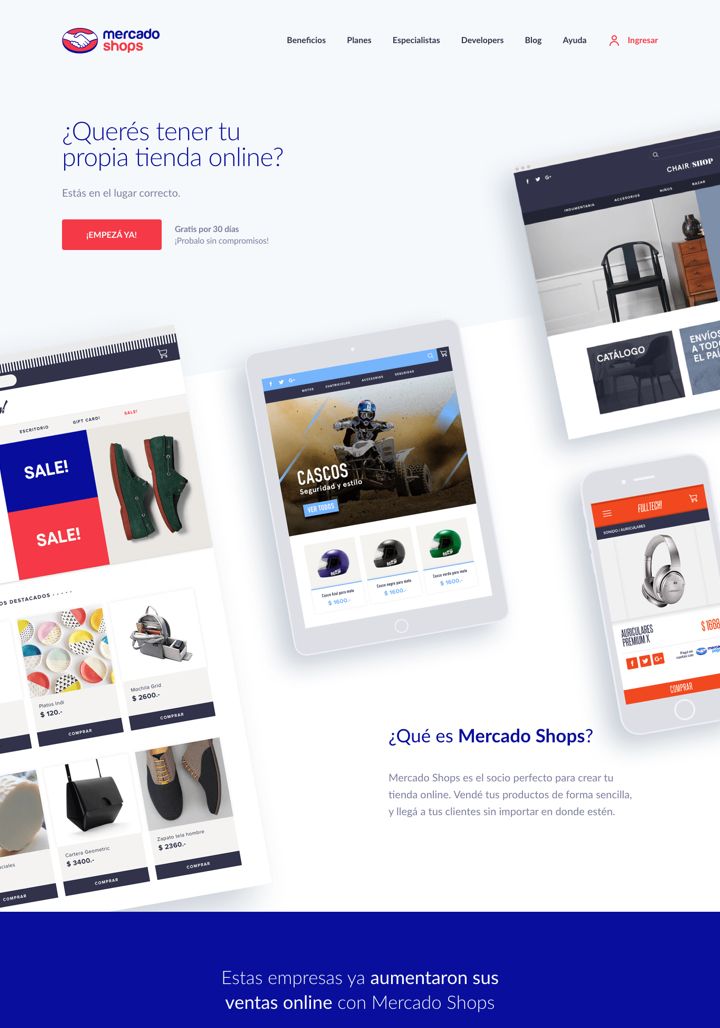 mercado
shops
Beneficios Planes Especialistas Developers Blog Ayuda Ingresar
¿Querés tener tu
propia tienda online?
Estás en el lugar correcto.
¡EMPEZÁ YA!
Gratis por 30 días
¡Probalo sin compromisos!
CHAIR SHOP
INDUMENTARIA ACCESORIOS NIÑOS BAZAR
CATÁLOGO
ENVÍOS
A TODO
EL PAÍ
ESCRITORIO GIFT CARD! SALE!
SALE!
SALE!
OS DESTACADOS
Platos Indi
$ 120.-
COMPRAR
Mochila Grid
$ 2600.-
COMPRAR
ciales
COMPRAR
Cartera Geometric
$ 3400.-
COMPRAR
Zapato tela hombre
$ 2360.-
COMPRAR
MOTOS CUATRICICLOS ACCESORIOS SEGURIDAD
CASCOS
Seguridad y estilo
VER TODOS
Casco Azul para moto
$ 1600.-
Casco negro para moto
$ 1600.-
Casco verde para moto
$ 1600.-
FULLTECH!
SONIDO / AURICULARES
AURICULARES
PREMIUM X
$ 1668
COMPRAR
¿Qué es Mercado Shops?
Mercado Shops es el socio perfecto para crear tu
tienda online. Vendé tus productos de forma sencilla,
y llegá a tus clientes sin importar en donde estén.
Estas empresas ya aumentaron sus
ventas online con Mercado Shops